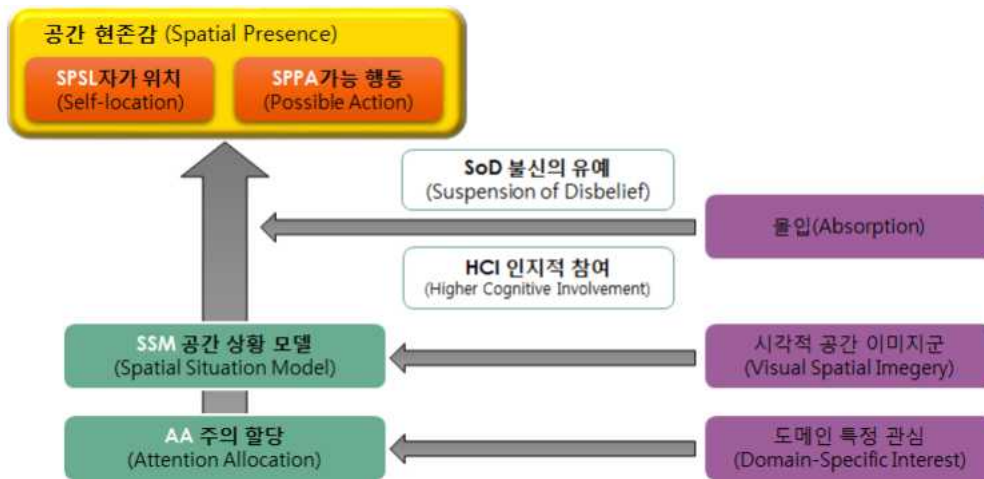 공간 현존감 (Spatial Presence)
SPSL자가 위치
(Self-location)
SPPA가능 행동
(Possible Action)
SoD 불신의 유예
(Suspension of Disbelief)
몰입(Absorption)
HCI 인지적 참여
(Higher Cognitive Involvement)
SSM 공간 상황 모델
(Spatial Situation Model)
시각적 공간 이미지군
(Visual Spatial Imegery)
AA 주의 할당
(Attention Allocation)
도메인 특정 관심
(Domain-Specific Interest)